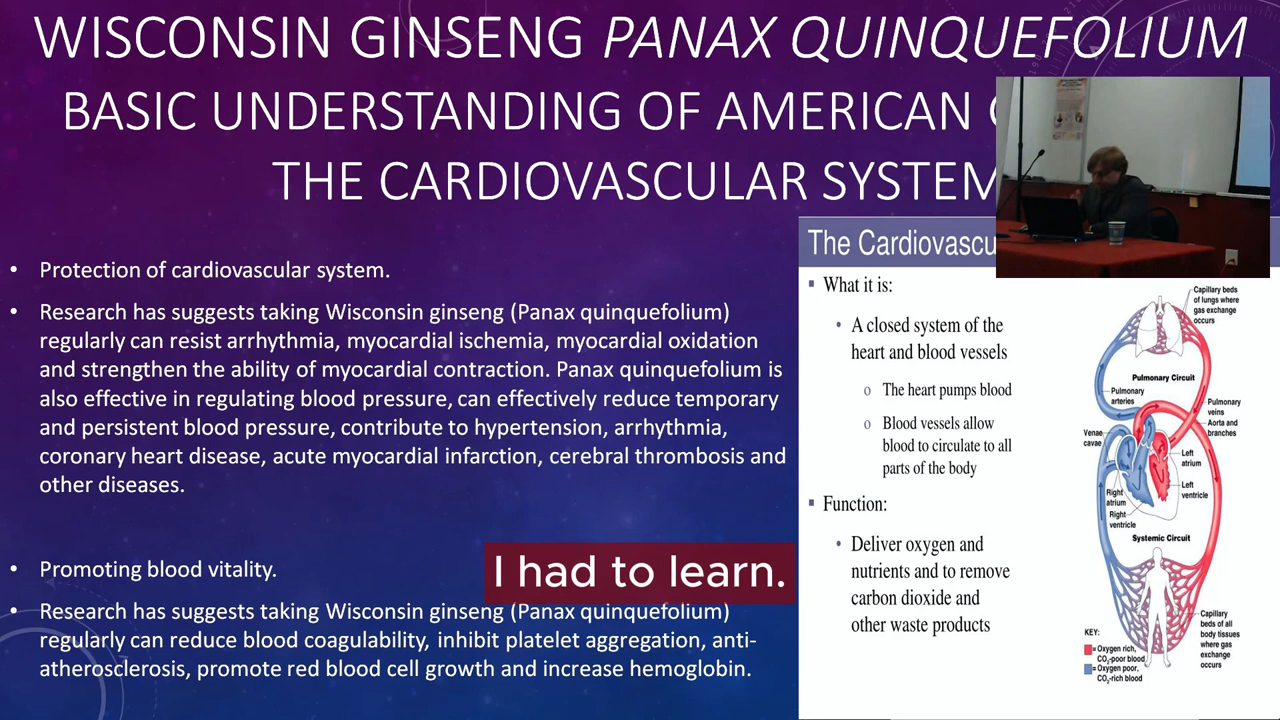 WISCONSIN GINSENG PANAX QUINQUEFOLIUM
BASIC UNDERSTANDING OF AMERICAN
THE CARDIOVASCULAR SYSTEM
• Protection of cardiovascular system.
• Research has suggests taking Wisconsin ginseng (Panax quinquefolium)
regularly can resist arrhythmia, myocardial ischemia, myocardial oxidation
and strengthen the ability of myocardial contraction. Panax quinquefolium is
also effective in regulating blood pressure, can effectively reduce temporary
and persistent blood pressure, contribute to hypertension, arrhythmia,
coronary heart disease, acute myocardial infarction, cerebral thrombosis and
other diseases.
• Promoting blood vitality.
• Research has suggests taking Wisconsin ginseng (Panax quinquefolium)
regularly can reduce blood coagulability, inhibit platelet aggregation, anti-
atherosclerosis, promote red blood cell growth and increase hemoglobin.
I had to learn.
The Cardiovascu
▪ What it is:
• A closed system of the
heart and blood vessels
o The heart pumps blood
o Blood vessels allow
blood to circulate to all
parts of the body
▪ Function:
• Deliver oxygen and
nutrients and to remove
carbon dioxide and
other waste products
Capillary beds
of lungs where
gas exchange
occurs
Pulmonary Circuit
Pulmonary
arteries
Pulmonary
veins
Aorta and
branches
Venae
cavae
Left
atrium
Left
ventricle
Right
atrium
Right
ventricle
Systemic Circuit
Capillary
beds of all
body tissues
where gas
exchange
occurs
KEY:
= Oxygen rich,
CO2-poor blood
= Oxygen poor,
CO2-rich blood